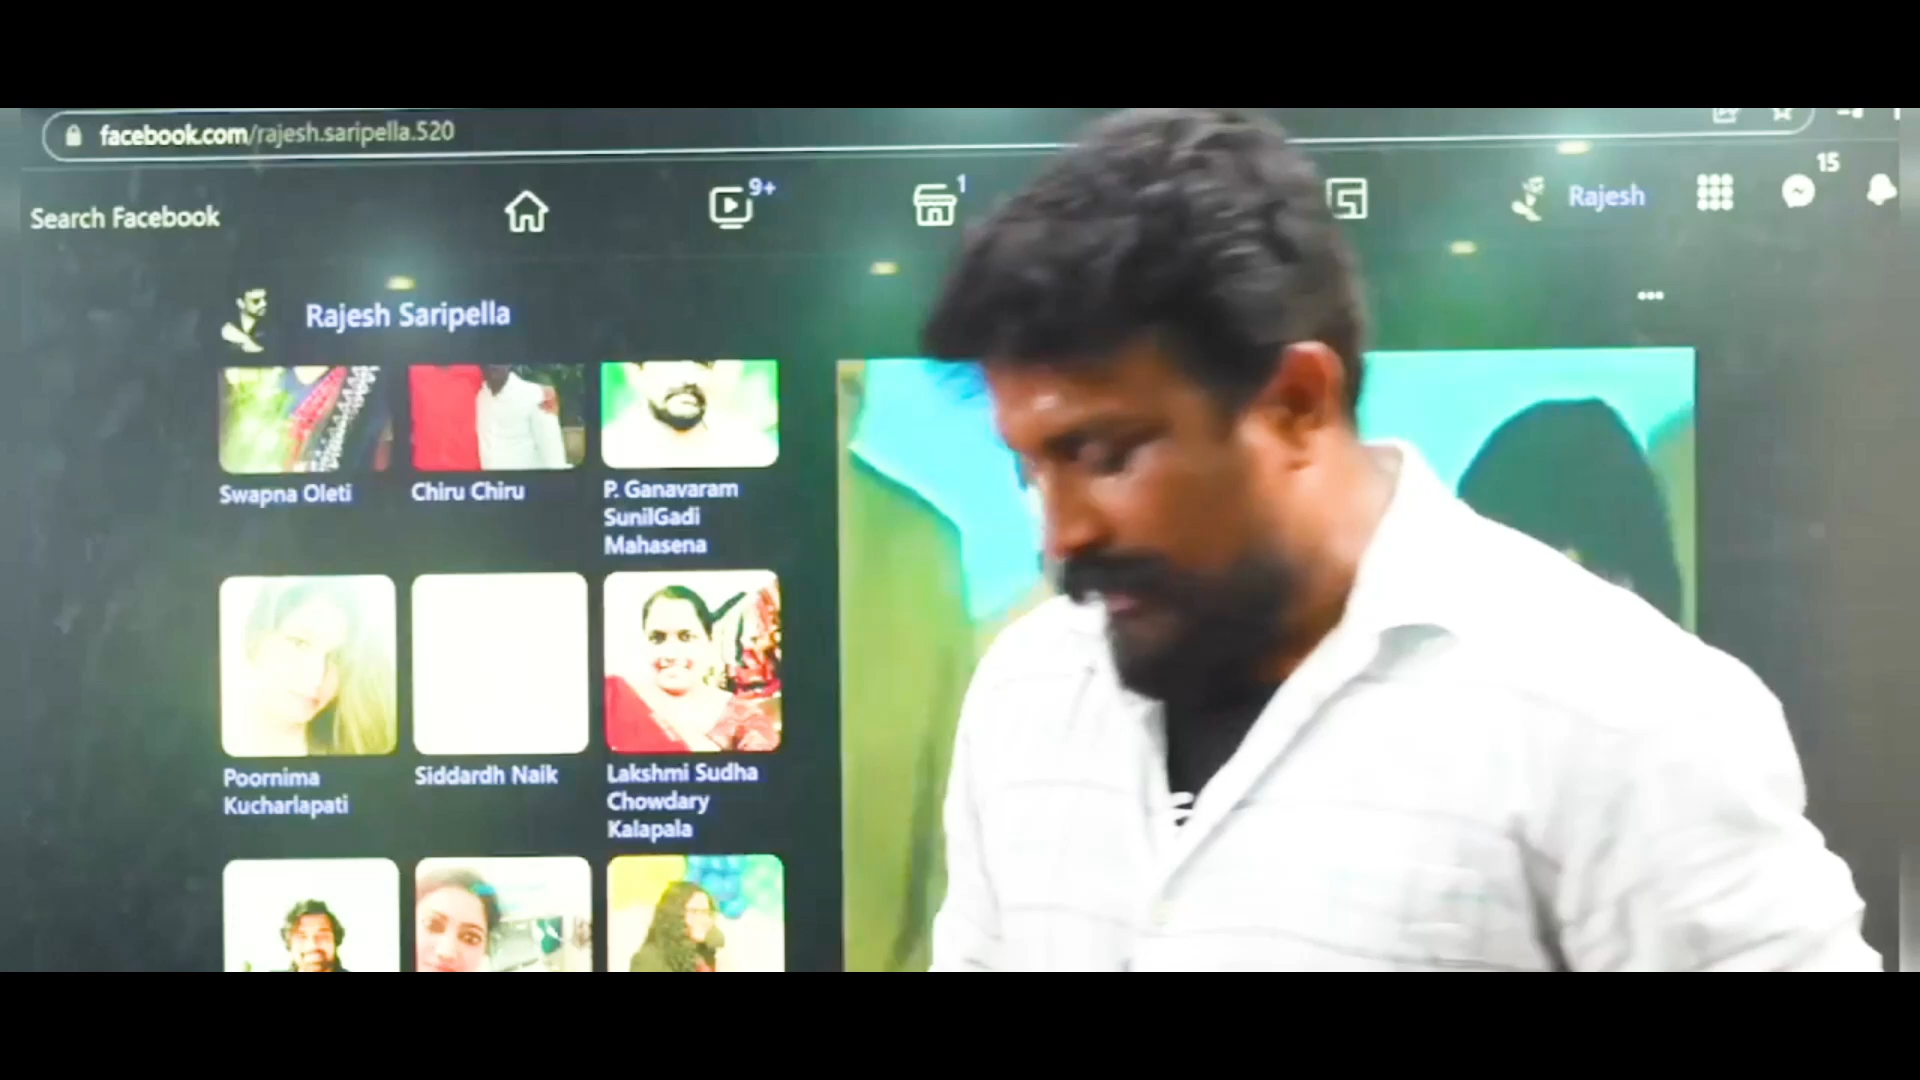 facebook.com/rajesh.saripella.520
Search Facebook
9+
1
Rajesh
15
Rajesh Saripella
Swapna Oleti
Chiru Chiru
P. Ganavaram
SunilGadi
Mahasena
Poornima
Kucharlapati
Siddardh Naik
Lakshmi Sudha
Chowdary
Kalapala